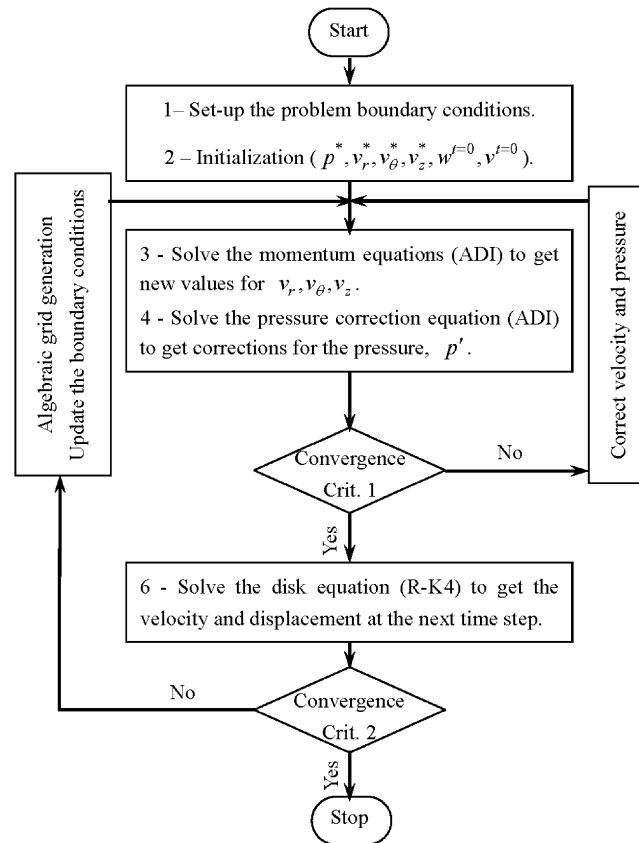 Start
1– Set-up the problem boundary conditions.
2 – Initialization ( p*, v*r, v*θ, v*z, w^t=0, v^t=0 ).
Algebraic grid generation
Update the boundary conditions
3 - Solve the momentum equations (ADI) to get
new values for vr, vθ, vz .
4 - Solve the pressure correction equation (ADI)
to get corrections for the pressure, p′ .
Correct velocity and pressure
Convergence
Crit. 1
No
Yes
6 - Solve the disk equation (R-K4) to get the
velocity and displacement at the next time step.
No
Convergence
Crit. 2
Yes
Stop